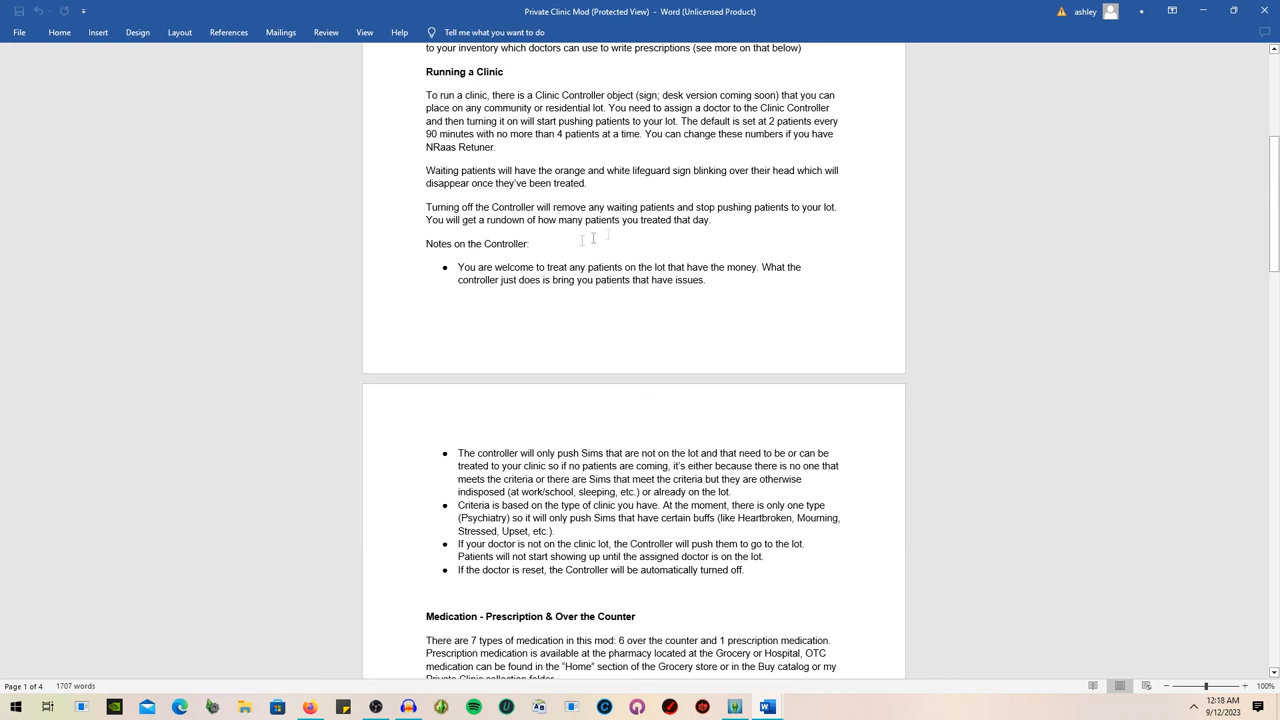 Private Clinic Mod (Protected View) - Word (Unlicensed Product)
ashley
File Home Insert Design Layout References Mailings Review View Help Tell me what you want to do
to your inventory which doctors can use to write prescriptions (see more on that below)
Running a Clinic
To run a clinic, there is a Clinic Controller object (sign; desk version coming soon) that you can
place on any community or residential lot. You need to assign a doctor to the Clinic Controller
and then turning it on will start pushing patients to your lot. The default is set at 2 patients every
90 minutes with no more than 4 patients at a time. You can change these numbers if you have
NRaas Retuner.
Waiting patients will have the orange and white lifeguard sign blinking over their head which will
disappear once they've been treated.
Turning off the Controller will remove any waiting patients and stop pushing patients to your lot.
You will get a rundown of how many patients you treated that day.
Notes on the Controller:
● You are welcome to treat any patients on the lot that have the money. What the
controller just does is bring you patients that have issues.
● The controller will only push Sims that are not on the lot and that need to be or can be
treated to your clinic so if no patients are coming, it's either because there is no one that
meets the criteria or there are Sims that meet the criteria but they are otherwise
indisposed (at work/school, sleeping, etc.) or already on the lot.
● Criteria is based on the type of clinic you have. At the moment, there is only one type
(Psychiatry) so it will only push Sims that have certain buffs (like Heartbroken, Mourning,
Stressed, Upset, etc.).
● If your doctor is not on the clinic lot, the Controller will push them to go to the lot.
Patients will not start showing up until the assigned doctor is on the lot.
● If the doctor is reset, the Controller will be automatically turned off.
Medication - Prescription & Over the Counter
There are 7 types of medication in this mod: 6 over the counter and 1 prescription medication.
Prescription medication is available at the pharmacy located at the Grocery or Hospital, OTC
medication can be found in the “Home” section of the Grocery store or in the Buy catalog or my
Private Clinic collection folder.
Page 1 of 4 1707 words
100%
12:18 AM
9/12/2023